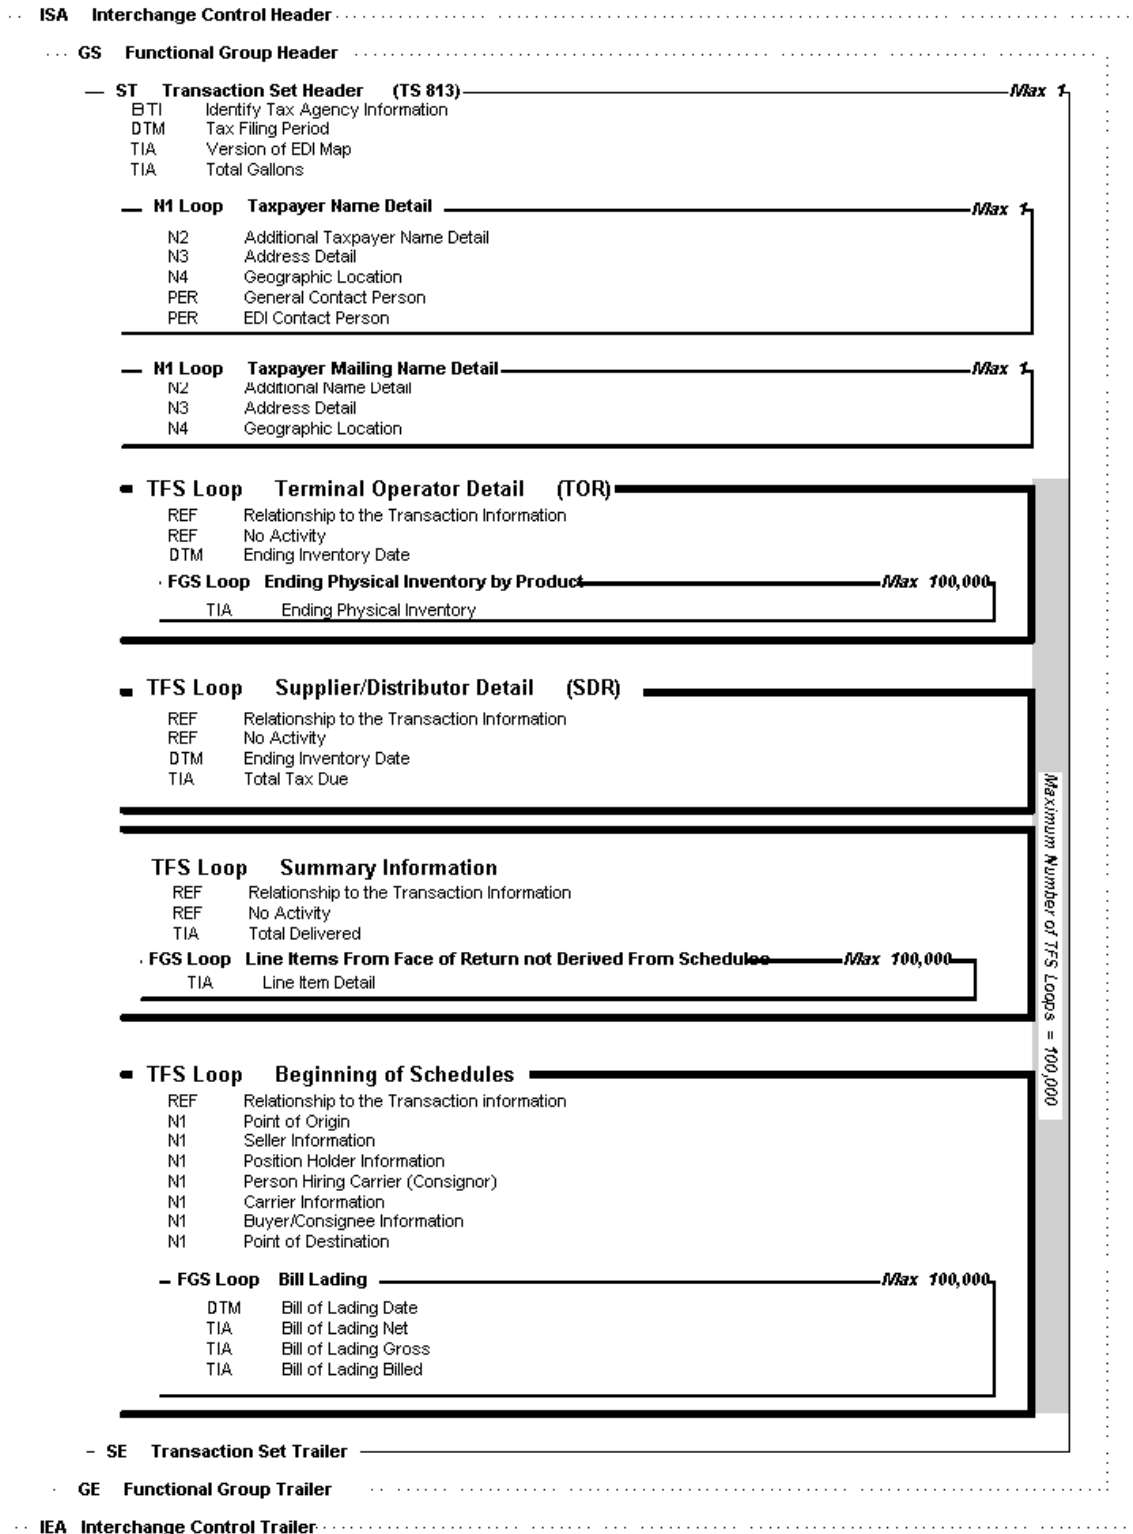 ISA Interchange Control Header
GS Functional Group Header
ST Transaction Set Header (TS 813) Max 1
BTI Identify Tax Agency Information
DTM Tax Filing Period
TIA Version of EDI Map
TIA Total Gallons
N1 Loop Taxpayer Name Detail Max 1
N2 Additional Taxpayer Name Detail
N3 Address Detail
N4 Geographic Location
PER General Contact Person
PER EDI Contact Person
N1 Loop Taxpayer Mailing Name Detail Max 1
N2 Additional Name Detail
N3 Address Detail
N4 Geographic Location
TFS Loop Terminal Operator Detail (TOR)
REF Relationship to the Transaction Information
REF No Activity
DTM Ending Inventory Date
FGS Loop Ending Physical Inventory by Product Max 100,000
TIA Ending Physical Inventory
TFS Loop Supplier/Distributor Detail (SDR)
REF Relationship to the Transaction Information
REF No Activity
DTM Ending Inventory Date
TIA Total Tax Due
TFS Loop Summary Information
REF Relationship to the Transaction Information
REF No Activity
TIA Total Delivered
FGS Loop Line Items From Face of Return not Derived From Schedules Max 100,000
TIA Line Item Detail
TFS Loop Beginning of Schedules
REF Relationship to the Transaction information
N1 Point of Origin
N1 Seller Information
N1 Position Holder Information
N1 Person Hiring Carrier (Consignor)
N1 Carrier Information
N1 Buyer/Consignee Information
N1 Point of Destination
FGS Loop Bill Lading Max 100,000
DTM Bill of Lading Date
TIA Bill of Lading Net
TIA Bill of Lading Gross
TIA Bill of Lading Billed
Maximum Number of TFS Loops = 100,000
SE Transaction Set Trailer
GE Functional Group Trailer
IEA Interchange Control Trailer